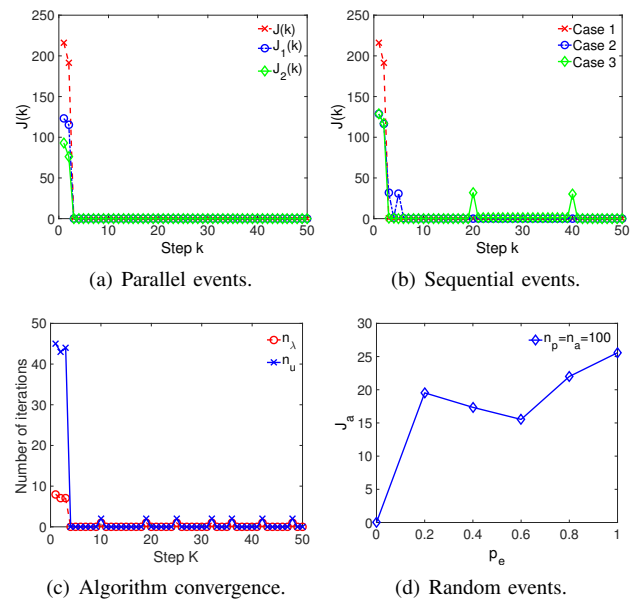 250
200
150
100
50
0
J(k)
0 10 20 30 40 50
Step k
J(k)
J_1(k)
J_2(k)
(a) Parallel events.
250
200
150
100
50
0
J(k)
0 10 20 30 40 50
Step k
Case 1
Case 2
Case 3
(b) Sequential events.
50
40
30
20
10
0
Number of iterations
0 10 20 30 40 50
Step K
n_λ
n_u
(c) Algorithm convergence.
30
25
20
15
10
5
0
J_a
0 0.2 0.4 0.6 0.8 1
p_e
n_p=n_a=100
(d) Random events.